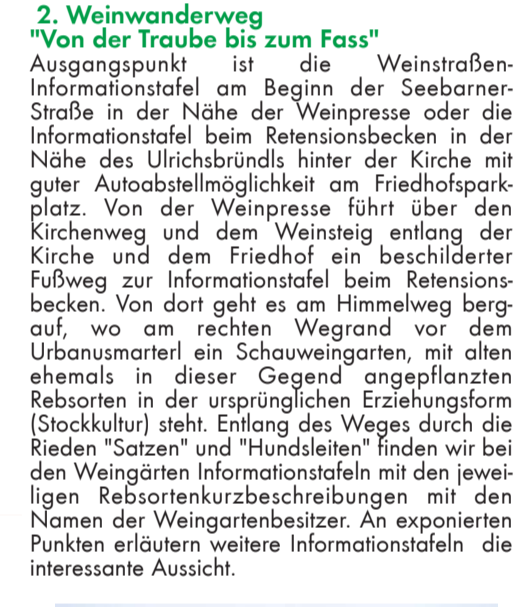 2. Weinwanderweg
"Von der Traube bis zum Fass"
Ausgangspunkt ist die Weinstraßen-
Informationstafel am Beginn der Seebarner-
Straße in der Nähe der Weinpresse oder die
Informationstafel beim Retensionsbecken in der
Nähe des Ulrichsbründls hinter der Kirche mit
guter Autoabstellmöglichkeit am Friedhofspark-
platz. Von der Weinpresse führt über den
Kirchenweg und dem Weinsteig entlang der
Kirche und dem Friedhof ein beschilderter
Fußweg zur Informationstafel beim Retensions-
becken. Von dort geht es am Himmelweg berg-
auf, wo am rechten Wegrand vor dem
Urbanusmarterl ein Schauweingarten, mit alten
ehemals in dieser Gegend angepflanzten
Rebsorten in der ursprünglichen Erziehungsform
(Stockkultur) steht. Entlang des Weges durch die
Rieden "Satzen" und "Hundsleiten" finden wir bei
den Weingärten Informationstafeln mit den jewei-
ligen Rebsortenkurzbeschreibungen mit den
Namen der Weingartenbesitzer. An exponierten
Punkten erläutern weitere Informationstafeln die
interessante Aussicht.